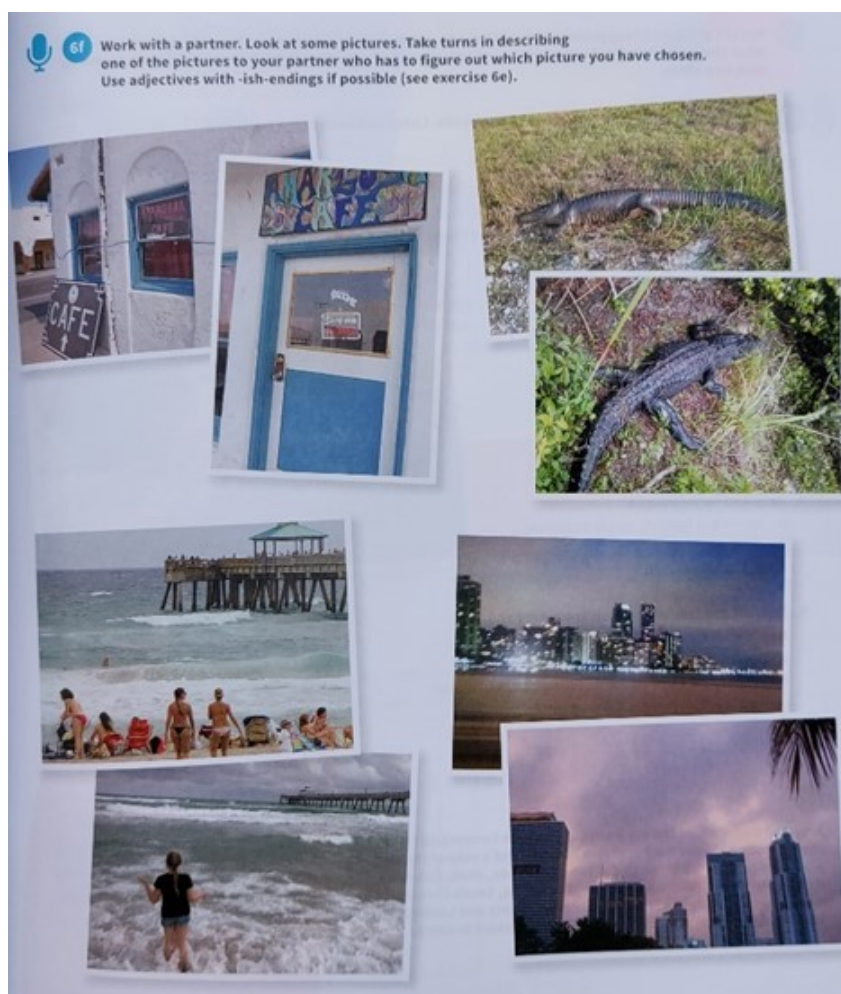 6f Work with a partner. Look at some pictures. Take turns in describing
one of the pictures to your partner who has to figure out which picture you have chosen.
Use adjectives with -ish-endings if possible (see exercise 6e).
CAFE